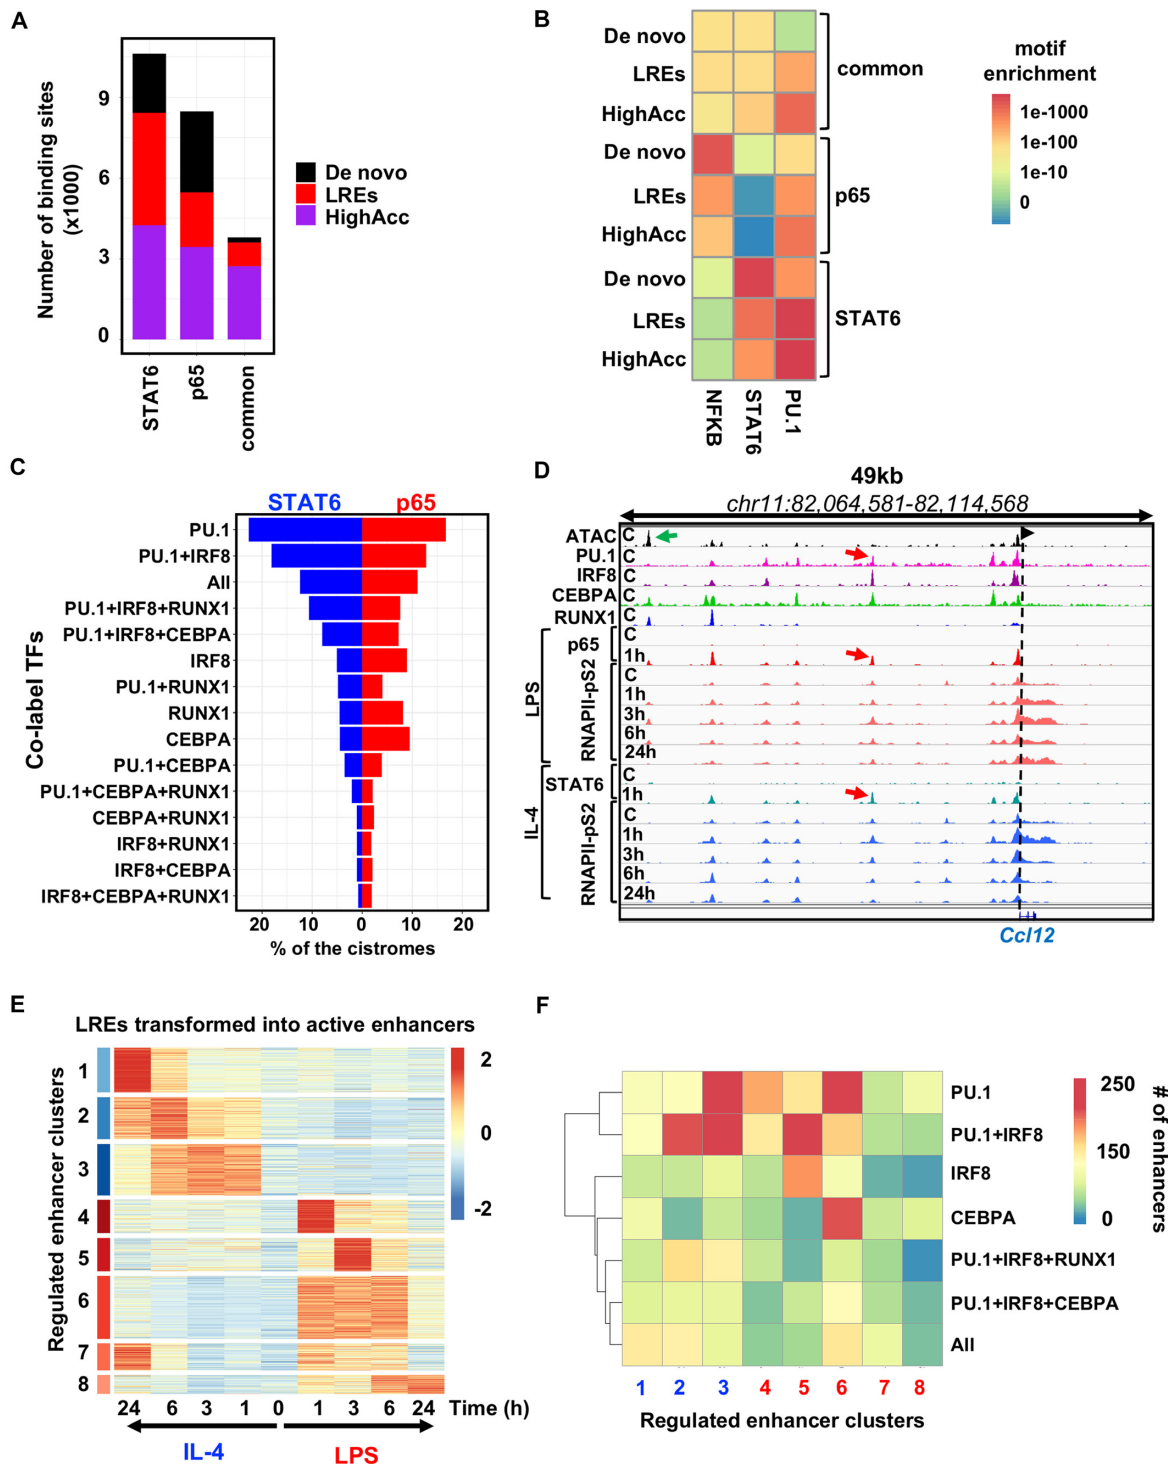 A
Number of binding sites
(x1000)
9
6
3
0
STAT6
p65
common
De novo
LREs
HighAcc
B
De novo
LREs
HighAcc
De novo
LREs
HighAcc
De novo
LREs
HighAcc
common
p65
STAT6
NFKB
STAT6
PU.1
motif
enrichment
1e-1000
1e-100
1e-10
0
C
STAT6
p65
Co-label TFs
PU.1
PU.1+IRF8
All
PU.1+IRF8+RUNX1
PU.1+IRF8+CEBPA
IRF8
PU.1+RUNX1
RUNX1
CEBPA
PU.1+CEBPA
PU.1+CEBPA+RUNX1
CEBPA+RUNX1
IRF8+RUNX1
IRF8+CEBPA
IRF8+CEBPA+RUNX1
20 10 0 10 20
% of the cistromes
D
49kb
chr11:82,064,581-82,114,568
ATAC C
PU.1 C
IRF8 C
CEBPA C
RUNX1 C
LPS
p65
C
1h
RNAPII-pS2
C
1h
3h
6h
24h
IL-4
STAT6
C
1h
RNAPII-pS2
C
1h
3h
6h
24h
Ccl12
E
LREs transformed into active enhancers
Regulated enhancer clusters
1
2
3
4
5
6
7
8
2
0
-2
24 6 3 1 0 1 3 6 24 Time (h)
IL-4
LPS
F
PU.1
PU.1+IRF8
IRF8
CEBPA
PU.1+IRF8+RUNX1
PU.1+IRF8+CEBPA
All
250
150
0
# of enhancers
1 2 3 4 5 6 7 8
Regulated enhancer clusters